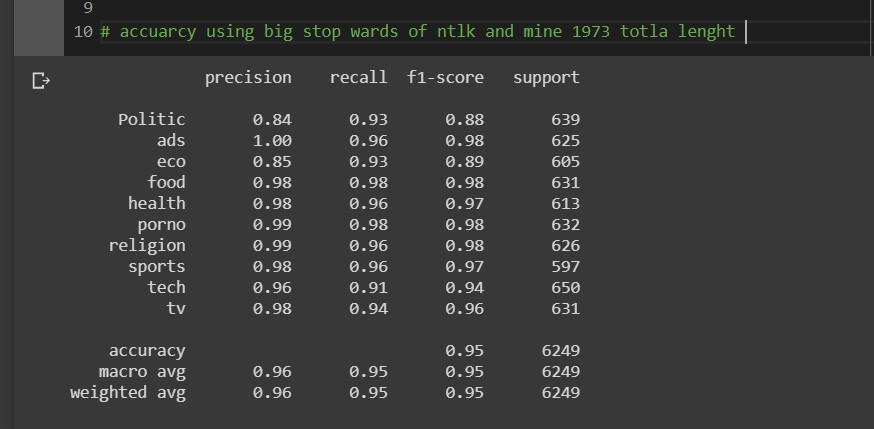 9
10 # accuarcy using big stop wards of ntlk and mine 1973 totla lenght
precision recall f1-score support
Politic 0.84 0.93 0.88 639
ads 1.00 0.96 0.98 625
eco 0.85 0.93 0.89 605
food 0.98 0.98 0.98 631
health 0.98 0.96 0.97 613
porno 0.99 0.98 0.98 632
religion 0.99 0.96 0.98 626
sports 0.98 0.96 0.97 597
tech 0.96 0.91 0.94 650
tv 0.98 0.94 0.96 631
accuracy 0.95 6249
macro avg 0.96 0.95 0.95 6249
weighted avg 0.96 0.95 0.95 6249